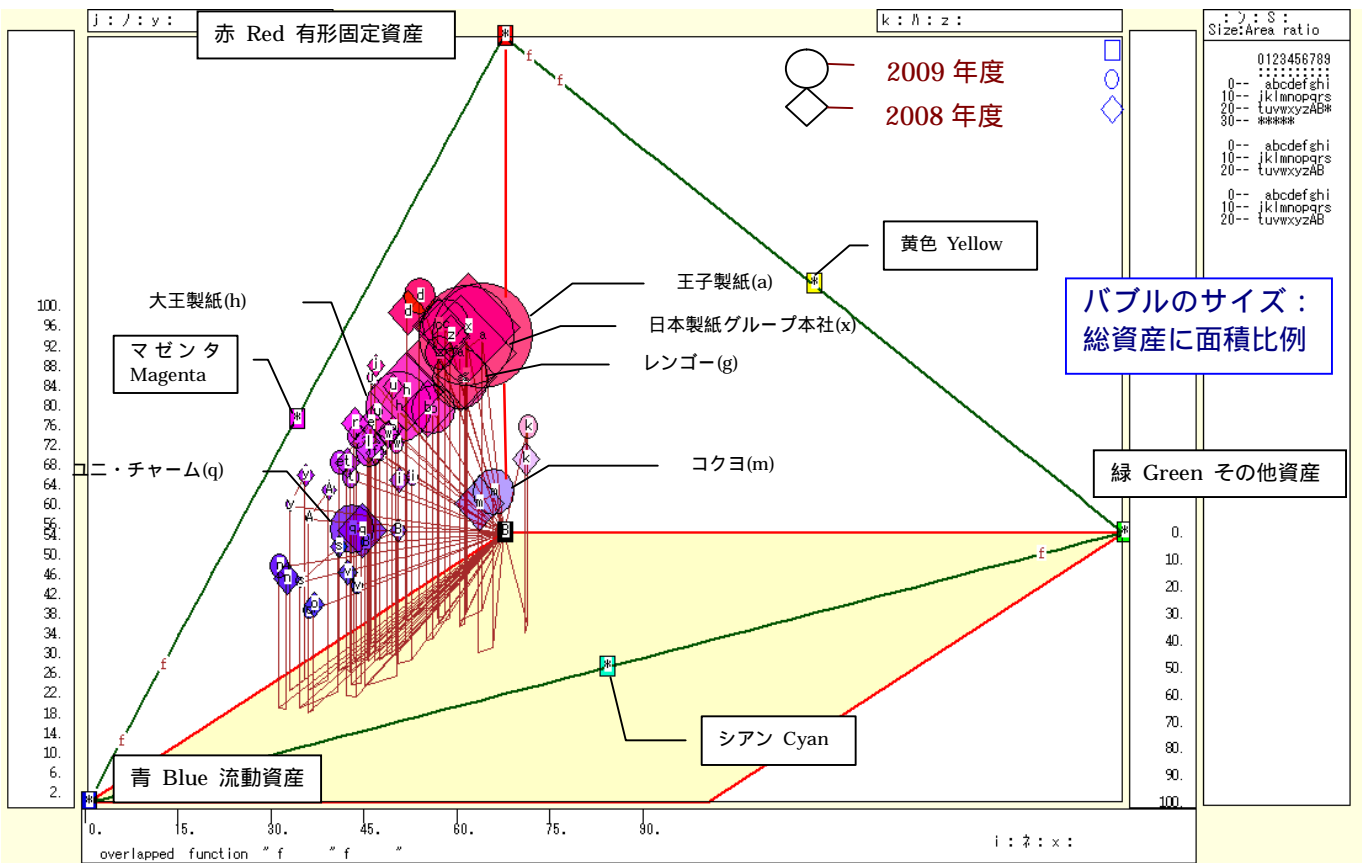 j : ﾉ : y :
k : ﾊ : z :
: ｼ : S :
Size:Area ratio
赤 Red 有形固定資産
2009 年度
2008 年度
0123456789
: : : : : : : : : :
0-- abcdefghi
10-- jklmnopqrs
20-- tuvwxyzAB*
30-- *****
0-- abcdefghi
10-- jklmnopqrs
20-- tuvwxyzAB
0-- abcdefghi
10-- jklmnopqrs
20-- tuvwxyzAB
黄色 Yellow
バブルのサイズ：
総資産に面積比例
大王製紙(h)
王子製紙(a)
日本製紙グループ本社(x)
レンゴー(g)
マゼンタ
Magenta
ユニ・チャーム(q)
コクヨ(m)
緑 Green その他資産
シアン Cyan
青 Blue 流動資産
100.
96.
92.
88.
84.
80.
76.
72.
68.
64.
60.
56.
54.
50.
46.
42.
38.
34.
30.
26.
22.
18.
14.
10.
6.
2.
0.
10.
20.
30.
40.
50.
60.
70.
80.
90.
100.
0. 15. 30. 45. 60. 75. 90.
i : ﾈ : x :
overlapped function " f " f "